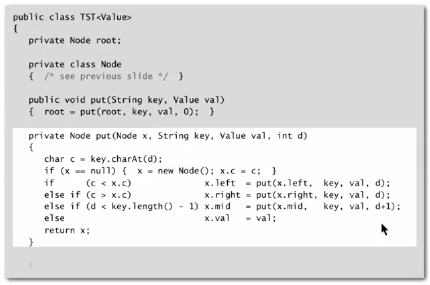 public class TST<Value>
{
private Node root;
private class Node
{ /* see previous slide */ }
public void put(String key, Value val)
{ root = put(root, key, val, 0); }
private Node put(Node x, String key, Value val, int d)
{
char c = key.charAt(d);
if (x == null) { x = new Node(); x.c = c; }
if (c < x.c) x.left = put(x.left, key, val, d);
else if (c > x.c) x.right = put(x.right, key, val, d);
else if (d < key.length() - 1) x.mid = put(x.mid, key, val, d+1);
else x.val = val;
return x;
}
⋮